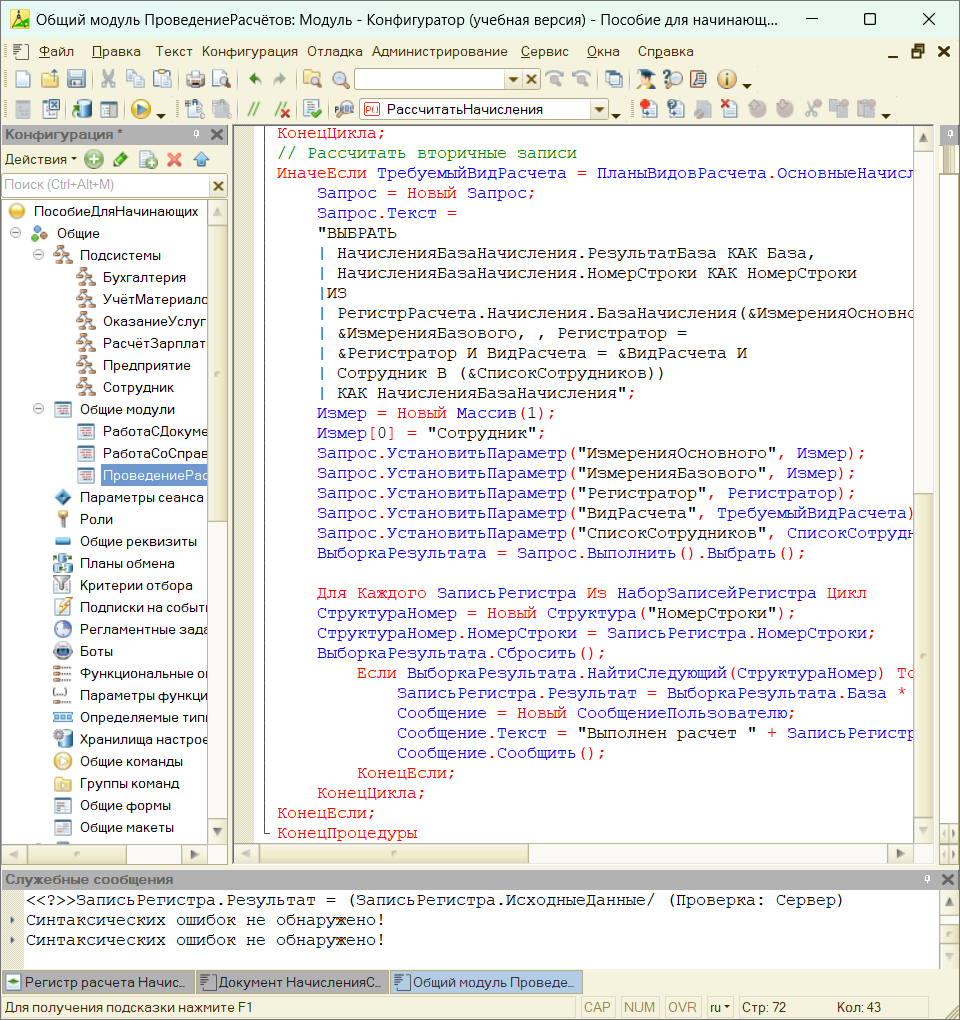 Общий модуль ПроведениеРасчётов: Модуль - Конфигуратор (учебная версия) - Пособие для начинающ...
Файл Правка Текст Конфигурация Отладка Администрирование Сервис Окна Справка
РассчитатьНачисления
Конфигурация *
Действия
Поиск (Ctrl+Alt+M)
ПособиеДляНачинающих
Общие
Подсистемы
Бухгалтерия
УчётМатериало
ОказаниеУслуг
РасчётЗарплат
Предприятие
Сотрудник
Общие модули
РаботаСДокуме
РаботаСоСправ
ПроведениеРас
Параметры сеанса
Роли
Общие реквизиты
Планы обмена
Критерии отбора
Подписки на событ
Регламентные зада
Боты
Функциональные о
Параметры функци
Определяемые тип
Хранилища настрое
Общие команды
Группы команд
Общие формы
Общие макеты
КонецЦикла;
// Рассчитать вторичные записи
ИначеЕсли ТребуемыйВидРасчета = ПланыВидовРасчета.ОсновныеНачисл
Запрос = Новый Запрос;
Запрос.Текст =
"ВЫБРАТЬ
| НачисленияБазаНачисления.РезультатБаза КАК База,
| НачисленияБазаНачисления.НомерСтроки КАК НомерСтроки
|ИЗ
| РегистрРасчета.Начисления.БазаНачисления(&ИзмеренияОсновно
| &ИзмеренияБазового, , Регистратор =
| &Регистратор И ВидРасчета = &ВидРасчета И
| Сотрудник В (&СписокСотрудников))
| КАК НачисленияБазаНачисления";
Измер = Новый Массив(1);
Измер[0] = "Сотрудник";
Запрос.УстановитьПараметр("ИзмеренияОсновного", Измер);
Запрос.УстановитьПараметр("ИзмеренияБазового", Измер);
Запрос.УстановитьПараметр("Регистратор", Регистратор);
Запрос.УстановитьПараметр("ВидРасчета", ТребуемыйВидРасчета)
Запрос.УстановитьПараметр("СписокСотрудников", СписокСотрудн
ВыборкаРезультата = Запрос.Выполнить().Выбрать();
Для Каждого ЗаписьРегистра Из НаборЗаписейРегистра Цикл
СтруктураНомер = Новый Структура("НомерСтроки");
СтруктураНомер.НомерСтроки = ЗаписьРегистра.НомерСтроки;
ВыборкаРезультата.Сбросить();
Если ВыборкаРезультата.НайтиСледующий(СтруктураНомер) То
ЗаписьРегистра.Результат = ВыборкаРезультата.База *
Сообщение = Новый СообщениеПользователю;
Сообщение.Текст = "Выполнен расчет " + ЗаписьРегистр
Сообщение.Сообщить();
КонецЕсли;
КонецЦикла;
КонецЕсли;
КонецПроцедуры
Служебные сообщения
<<?>>ЗаписьРегистра.Результат = (ЗаписьРегистра.ИсходныеДанные/ (Проверка: Сервер)
Синтаксических ошибок не обнаружено!
Синтаксических ошибок не обнаружено!
Регистр расчета Начис... Документ НачисленияС... Общий модуль Проведе...
Для получения подсказки нажмите F1 CAP NUM OVR ru Стр: 72 Кол: 43